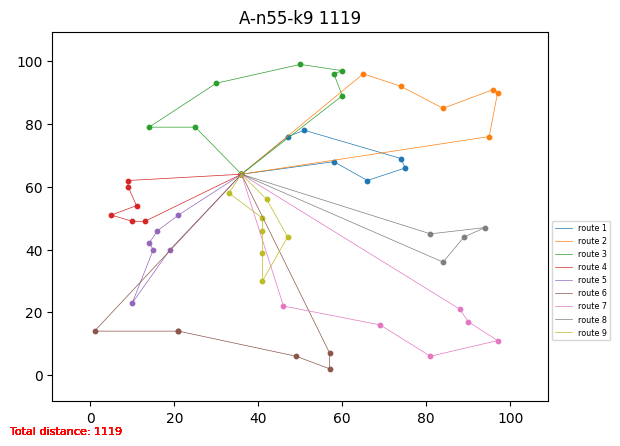 A-n55-k9 1119
100
80
60
40
20
0
0 20 40 60 80 100
route 1
route 2
route 3
route 4
route 5
route 6
route 7
route 8
route 9
Total distance: 1119